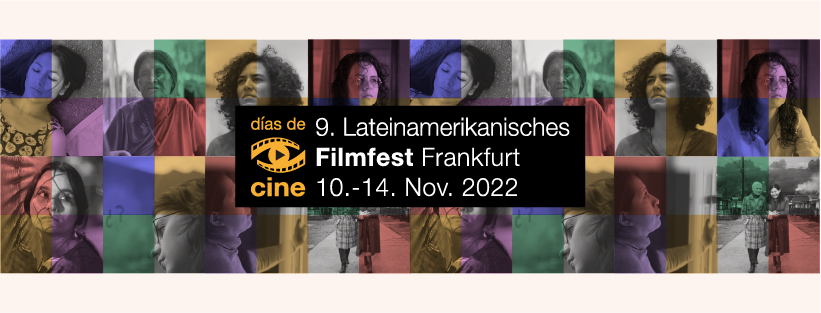 días de
cine
9. Lateinamerikanisches
Filmfest Frankfurt
10.-14. Nov. 2022